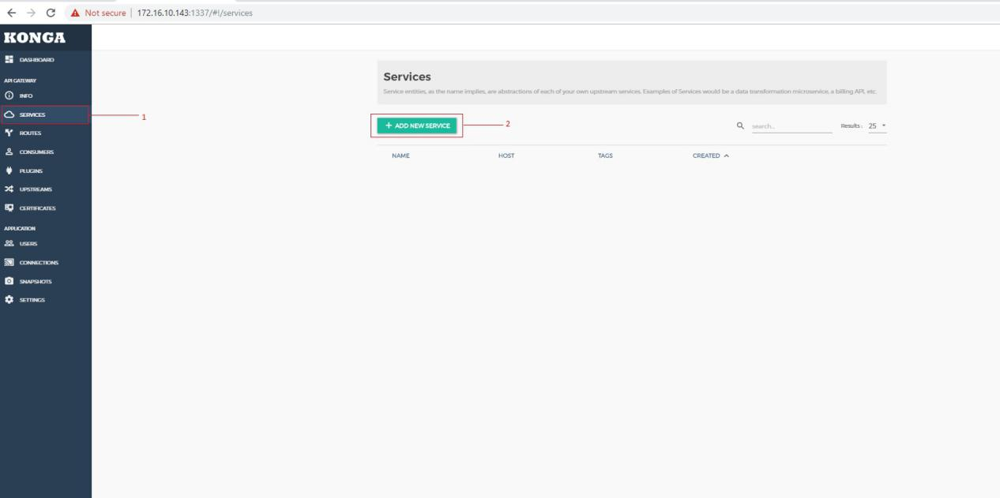 Not secure | 172.16.10.143:1337/#!/services
KONGA
DASHBOARD
API GATEWAY
INFO
SERVICES
1
ROUTES
CONSUMERS
PLUGINS
UPSTREAMS
CERTIFICATES
APPLICATION
USERS
CONNECTIONS
SNAPSHOTS
SETTINGS
Services
Service entities, as the name implies, are abstractions of each of your own upstream services. Examples of Services would be a data transformation microservice, a billing API, etc.
+ ADD NEW SERVICE
2
search...
Results : 25
NAME HOST TAGS CREATED